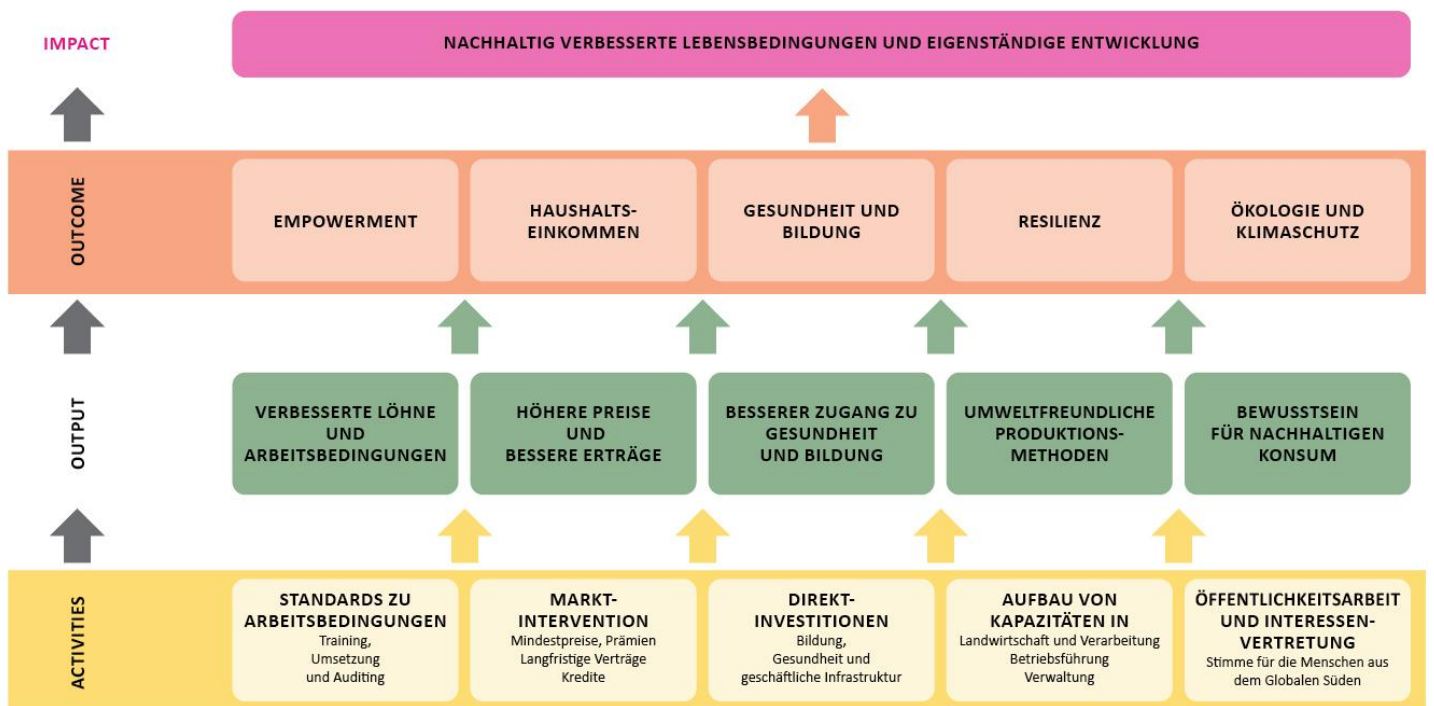 IMPACT
NACHHALTIG VERBESSERTE LEBENSBEDINGUNGEN UND EIGENSTÄNDIGE ENTWICKLUNG
OUTCOME
EMPOWERMENT
HAUSHALTS-
EINKOMMEN
GESUNDHEIT UND
BILDUNG
RESILIENZ
ÖKOLOGIE UND
KLIMASCHUTZ
OUTPUT
VERBESSERTE LÖHNE
UND
ARBEITSBEDINGUNGEN
HÖHERE PREISE
UND
BESSERE ERTRÄGE
BESSERER ZUGANG ZU
GESUNDHEIT
UND BILDUNG
UMWELTFREUNDLICHE
PRODUKTIONS-
METHODEN
BEWUSSTSEIN
FÜR NACHHALTIGEN
KONSUM
ACTIVITIES
STANDARDS ZU
ARBEITSBEDINGUNGEN
Training,
Umsetzung
und Auditing
MARKT-
INTERVENTION
Mindestpreise, Prämien
Langfristige Verträge
Kredite
DIREKT-
INVESTITIONEN
Bildung,
Gesundheit und
geschäftliche Infrastruktur
AUFBAU VON
KAPAZITÄTEN IN
Landwirtschaft und Verarbeitung
Betriebsführung
Verwaltung
ÖFFENTLICHKEITSARBEIT
UND INTERESSEN-
VERTRETUNG
Stimme für die Menschen aus
dem Globalen Süden